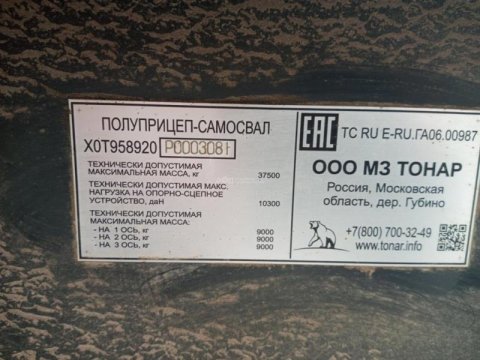 ПОЛУПРИЦЕП-САМОСВАЛ
X0T958920 P0003081
ТЕХНИЧЕСКИ ДОПУСТИМАЯ
МАКСИМАЛЬНАЯ МАССА, кг 37500
ТЕХНИЧЕСКИ ДОПУСТИМАЯ МАКС.
НАГРУЗКА НА ОПОРНО-СЦЕПНОЕ
УСТРОЙСТВО, даН 10300
ТЕХНИЧЕСКИ ДОПУСТИМАЯ
МАКСИМАЛЬНАЯ МАССА:
- НА 1 ОСЬ, кг 9000
- НА 2 ОСЬ, кг 9000
- НА 3 ОСЬ, кг 9000
EAC TC RU E-RU.ГА06.00987
ООО МЗ ТОНАР
Россия, Московская
область, дер. Губино
+7(800) 700-32-49
www.tonar.info